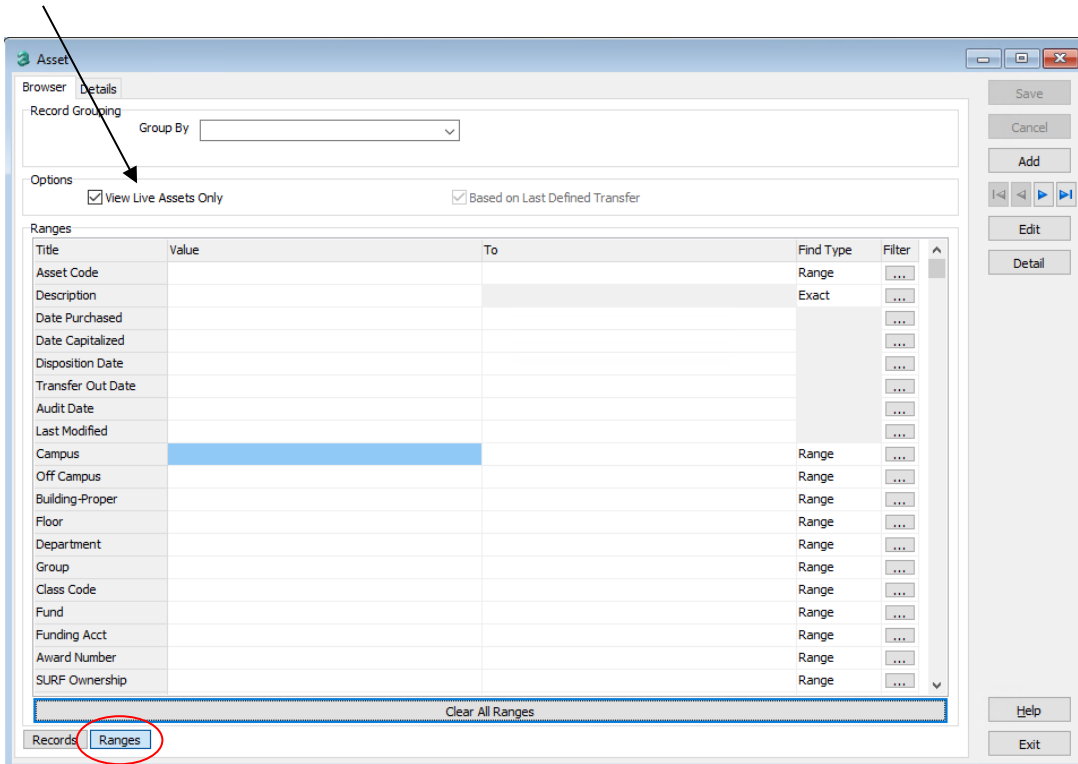 Asset
Browser Details
Record Grouping
Group By
Options
View Live Assets Only Based on Last Defined Transfer
Ranges
Title Value To Find Type Filter
Asset Code Range ...
Description Exact ...
Date Purchased ...
Date Capitalized ...
Disposition Date ...
Transfer Out Date ...
Audit Date ...
Last Modified ...
Campus Range ...
Off Campus Range ...
Building-Proper Range ...
Floor Range ...
Department Range ...
Group Range ...
Class Code Range ...
Fund Range ...
Funding Acct Range ...
Award Number Range ...
SURF Ownership Range ...
Clear All Ranges
Records Ranges
Save
Cancel
Add
Edit
Detail
Help
Exit